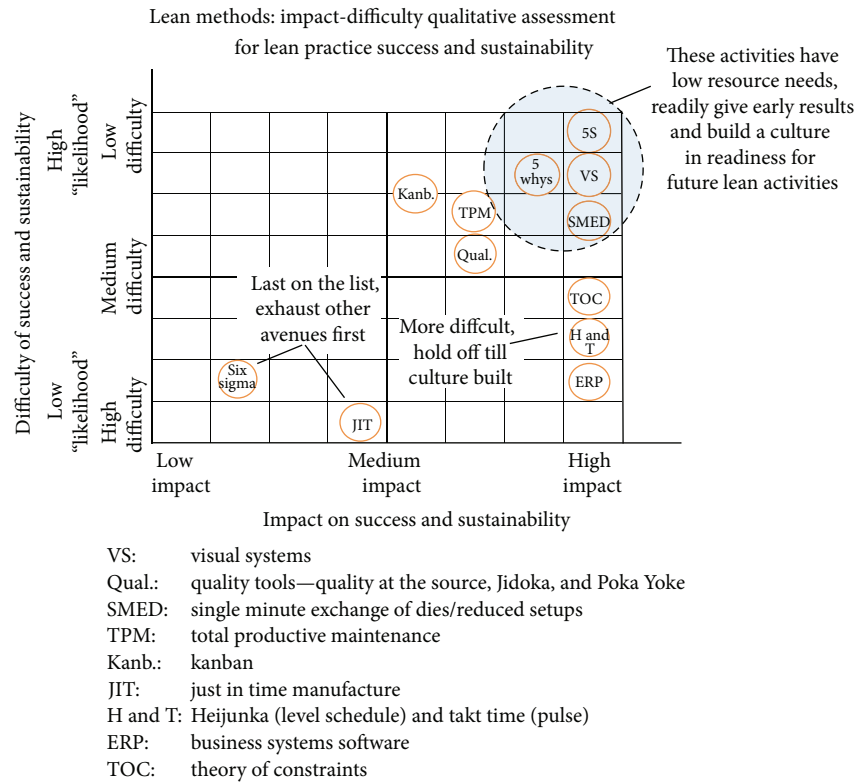 Lean methods: impact-difficulty qualitative assessment
for lean practice success and sustainability
These activities have
low resource needs,
readily give early results
and build a culture
in readiness for
future lean activities
Difficulty of success and sustainability
High
“likelihood”
Low
difficulty
Medium
difficulty
Low
“likelihood”
High
difficulty
5S
5
whys
VS
Kanb.
TPM
SMED
Qual.
Last on the list,
exhaust other
avenues first
TOC
More diffcult,
hold off till
culture built
H and
T
Six
sigma
ERP
JIT
Low
impact
Medium
impact
High
impact
Impact on success and sustainability
VS: visual systems
Qual.: quality tools—quality at the source, Jidoka, and Poka Yoke
SMED: single minute exchange of dies/reduced setups
TPM: total productive maintenance
Kanb.: kanban
JIT: just in time manufacture
H and T: Heijunka (level schedule) and takt time (pulse)
ERP: business systems software
TOC: theory of constraints